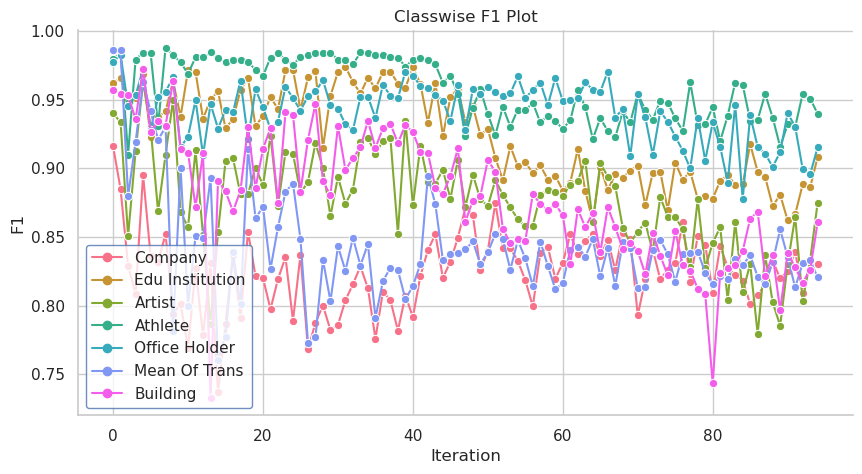 Classwise F1 Plot
1.00
0.95
0.90
0.85
0.80
0.75
F1
Company
Edu Institution
Artist
Athlete
Office Holder
Mean Of Trans
Building
0 20 40 60 80
Iteration